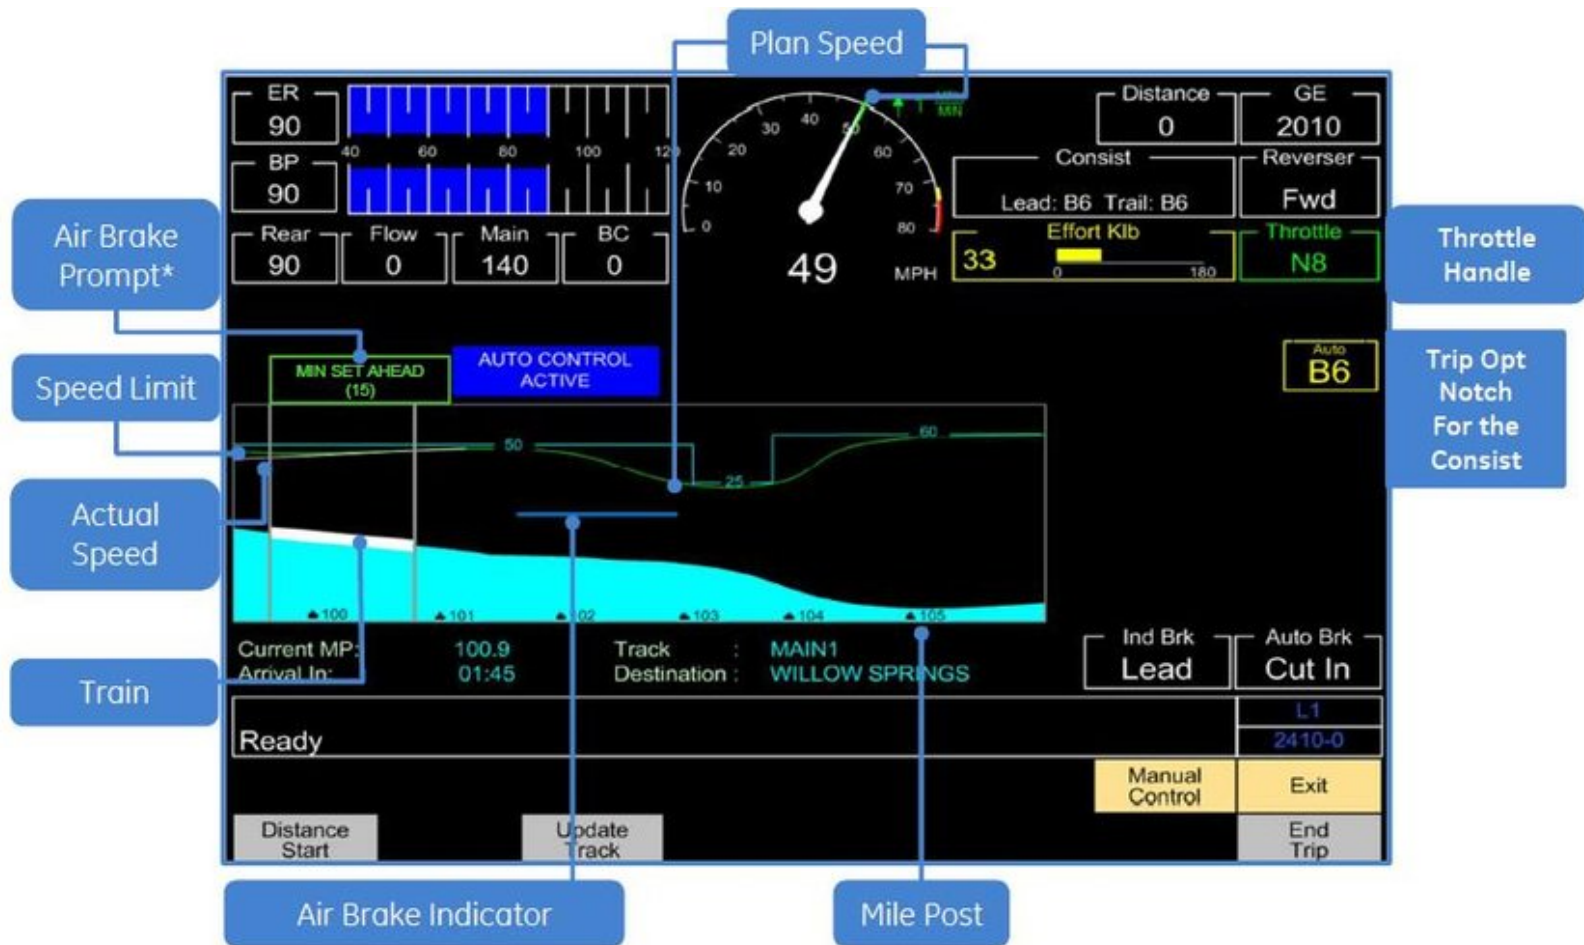 Plan Speed
ER
90
BP
90
40 60 80 100 120
Rear
90
Flow
0
Main
140
BC
0
0 10 20 30 40 50 60 70 80
49
MPH
MIN
Distance
0
GE
2010
Consist
Lead: B6 Trail: B6
Reverser
Fwd
Effort Klb
33
0 180
Throttle
N8
Air Brake
Prompt*
Throttle
Handle
MIN SET AHEAD
(15)
AUTO CONTROL
ACTIVE
Auto
B6
Trip Opt
Notch
For the
Consist
Speed Limit
50
25
60
Actual
Speed
100 101 102 103 104 105
Current MP: 100.9 Track : MAIN1
Arrival In: 01:45 Destination : WILLOW SPRINGS
Ind Brk
Lead
Auto Brk
Cut In
Train
Ready
L1
2410-0
Manual
Control
Exit
Distance
Start
Update
Track
End
Trip
Air Brake Indicator
Mile Post